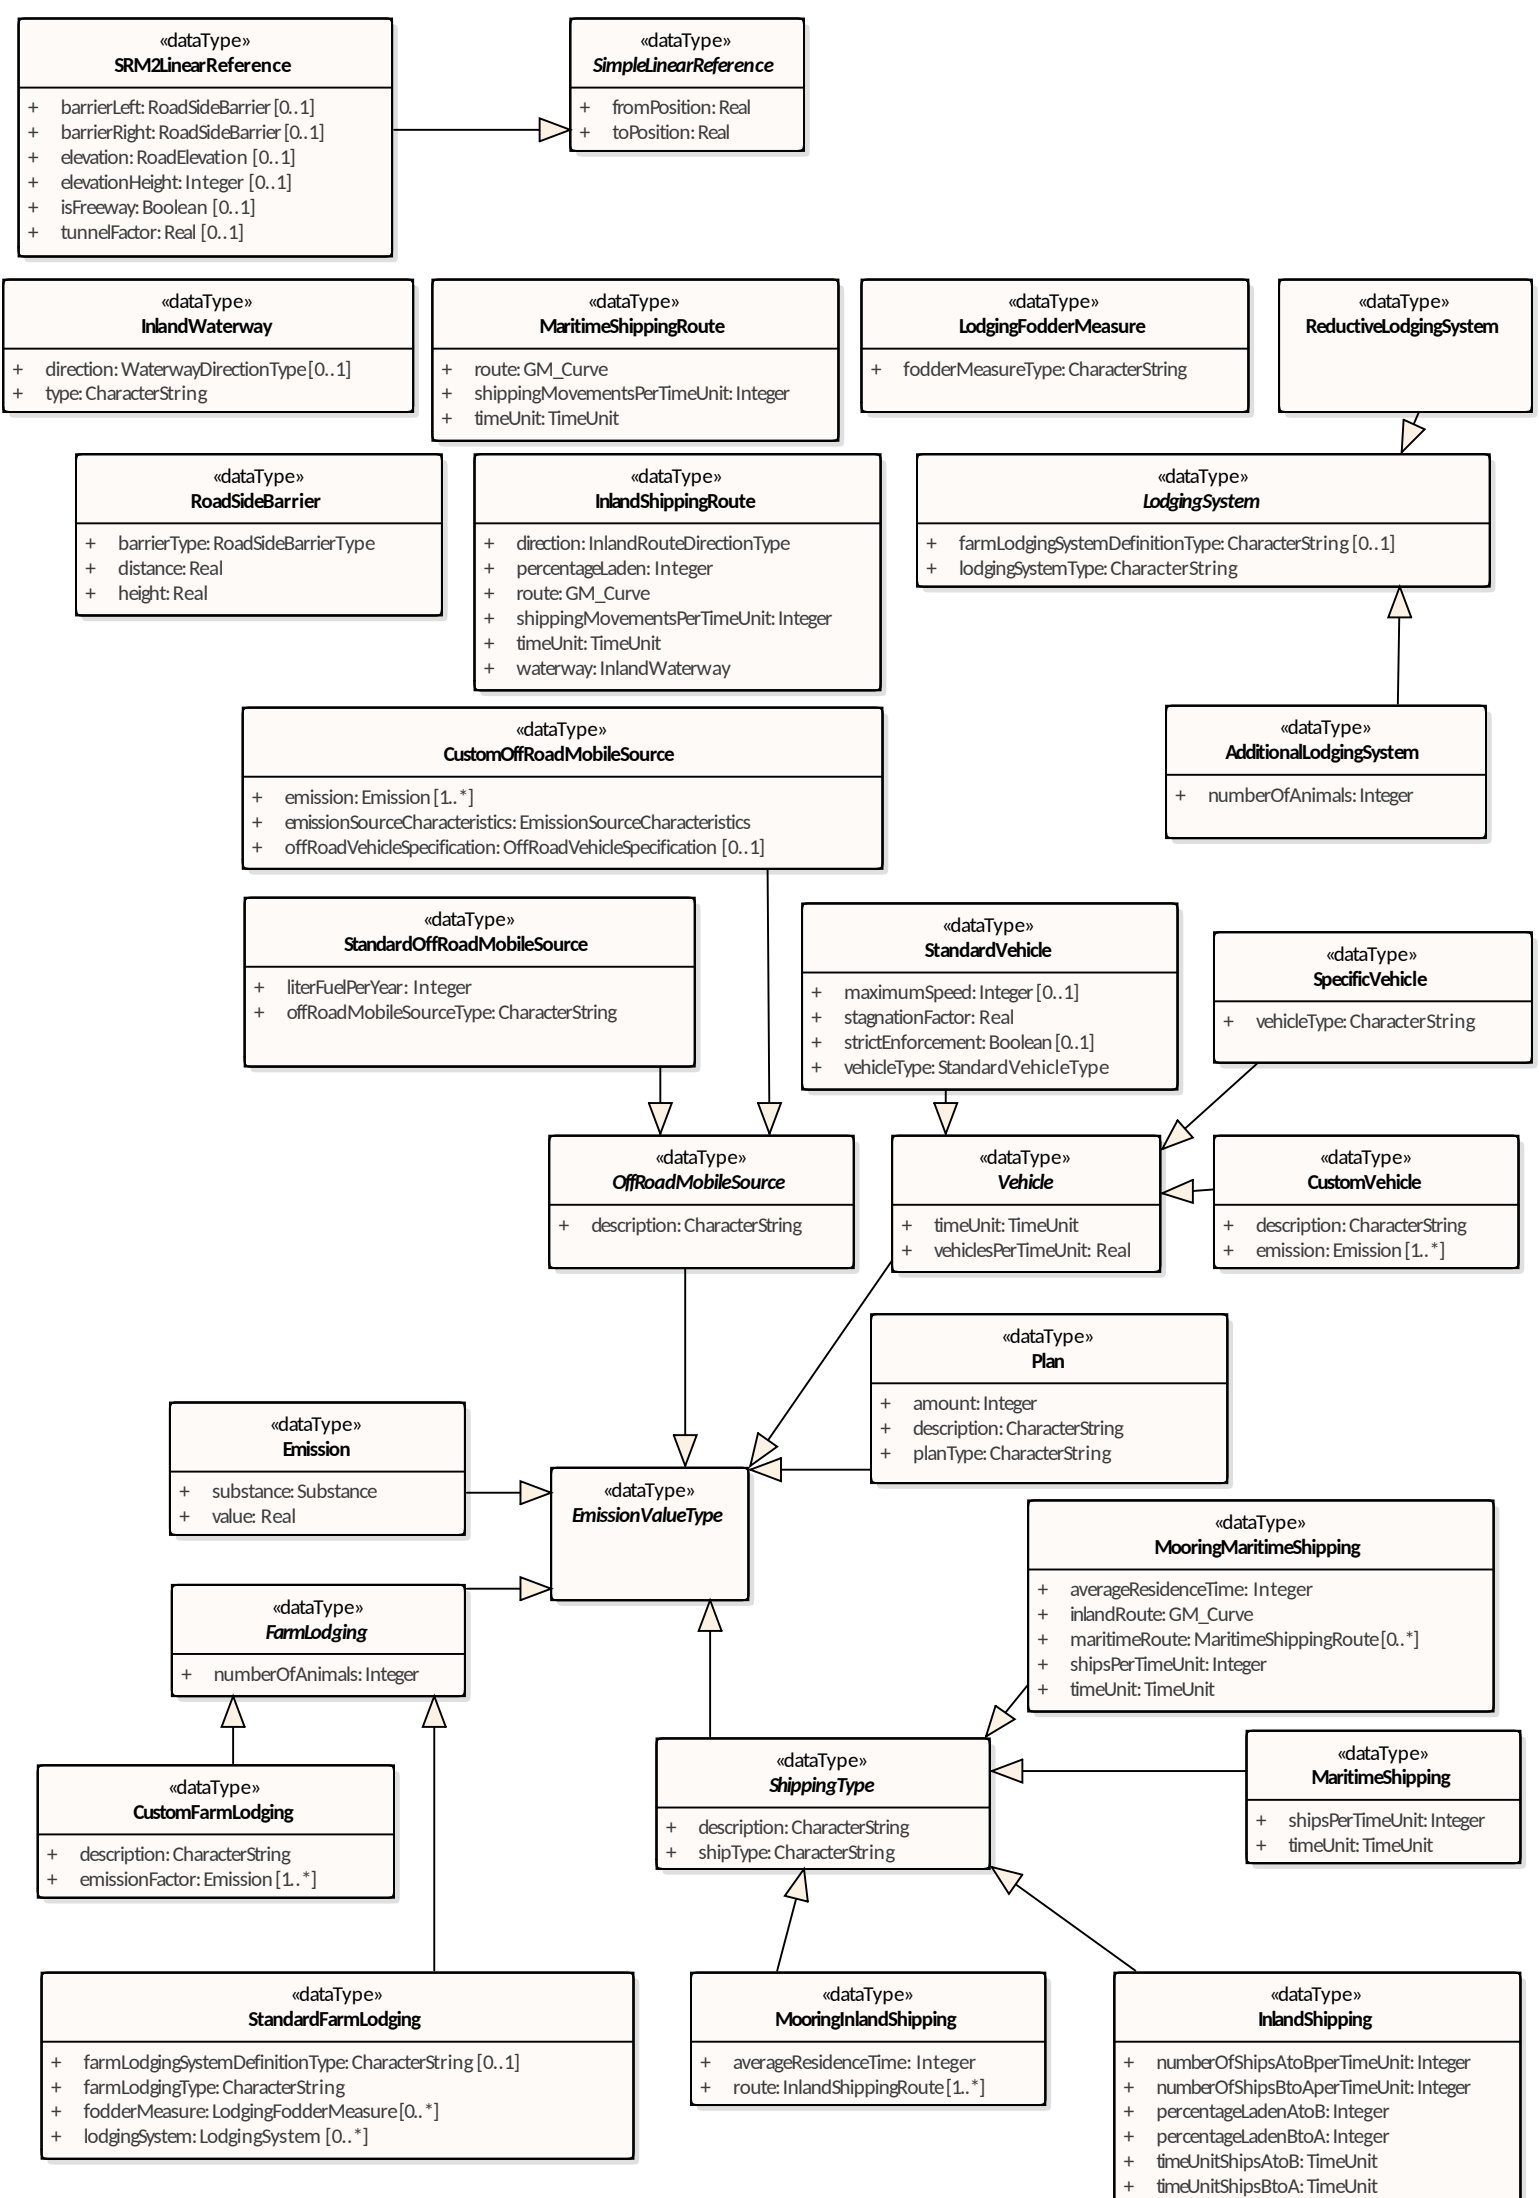 «dataType»
SRM2LinearReference
+ barrierLeft: RoadSideBarrier [0..1]
+ barrierRight: RoadSideBarrier [0..1]
+ elevation: RoadElevation [0..1]
+ elevationHeight: Integer [0..1]
+ isFreeway: Boolean [0..1]
+ tunnelFactor: Real [0..1]
«dataType»
SimpleLinearReference
+ fromPosition: Real
+ toPosition: Real
«dataType»
InlandWaterway
+ direction: WaterwayDirectionType [0..1]
+ type: CharacterString
«dataType»
MaritimeShippingRoute
+ route: GM_Curve
+ shippingMovementsPerTimeUnit: Integer
+ timeUnit: TimeUnit
«dataType»
LodgingFodderMeasure
+ fodderMeasureType: CharacterString
«dataType»
ReductiveLodgingSystem
«dataType»
RoadSideBarrier
+ barrierType: RoadSideBarrierType
+ distance: Real
+ height: Real
«dataType»
InlandShippingRoute
+ direction: InlandRouteDirectionType
+ percentageLaden: Integer
+ route: GM_Curve
+ shippingMovementsPerTimeUnit: Integer
+ timeUnit: TimeUnit
+ waterway: InlandWaterway
«dataType»
LodgingSystem
+ farmLodgingSystemDefinitionType: CharacterString [0..1]
+ lodgingSystemType: CharacterString
«dataType»
CustomOffRoadMobileSource
+ emission: Emission [1..*]
+ emissionSourceCharacteristics: EmissionSourceCharacteristics
+ offRoadVehicleSpecification: OffRoadVehicleSpecification [0..1]
«dataType»
AdditionalLodgingSystem
+ numberOfAnimals: Integer
«dataType»
StandardOffRoadMobileSource
+ literFuelPerYear: Integer
+ offRoadMobileSourceType: CharacterString
«dataType»
StandardVehicle
+ maximumSpeed: Integer [0..1]
+ stagnationFactor: Real
+ strictEnforcement: Boolean [0..1]
+ vehicleType: StandardVehicleType
«dataType»
SpecificVehicle
+ vehicleType: CharacterString
«dataType»
OffRoadMobileSource
+ description: CharacterString
«dataType»
Vehicle
+ timeUnit: TimeUnit
+ vehiclesPerTimeUnit: Real
«dataType»
CustomVehicle
+ description: CharacterString
+ emission: Emission [1..*]
«dataType»
Plan
+ amount: Integer
+ description: CharacterString
+ planType: CharacterString
«dataType»
Emission
+ substance: Substance
+ value: Real
«dataType»
EmissionValueType
«dataType»
MooringMaritimeShipping
+ averageResidenceTime: Integer
+ inlandRoute: GM_Curve
+ maritimeRoute: MaritimeShippingRoute [0..*]
+ shipsPerTimeUnit: Integer
+ timeUnit: TimeUnit
«dataType»
FarmLodging
+ numberOfAnimals: Integer
«dataType»
ShippingType
+ description: CharacterString
+ shipType: CharacterString
«dataType»
MaritimeShipping
+ shipsPerTimeUnit: Integer
+ timeUnit: TimeUnit
«dataType»
CustomFarmLodging
+ description: CharacterString
+ emissionFactor: Emission [1..*]
«dataType»
StandardFarmLodging
+ farmLodgingSystemDefinitionType: CharacterString [0..1]
+ farmLodgingType: CharacterString
+ fodderMeasure: LodgingFodderMeasure [0..*]
+ lodgingSystem: LodgingSystem [0..*]
«dataType»
MooringInlandShipping
+ averageResidenceTime: Integer
+ route: InlandShippingRoute [1..*]
«dataType»
InlandShipping
+ numberOfShipsAtoBperTimeUnit: Integer
+ numberOfShipsBtoAperTimeUnit: Integer
+ percentageLadenAtoB: Integer
+ percentageLadenBtoA: Integer
+ timeUnitShipsAtoB: TimeUnit
+ timeUnitShipsBtoA: TimeUnit